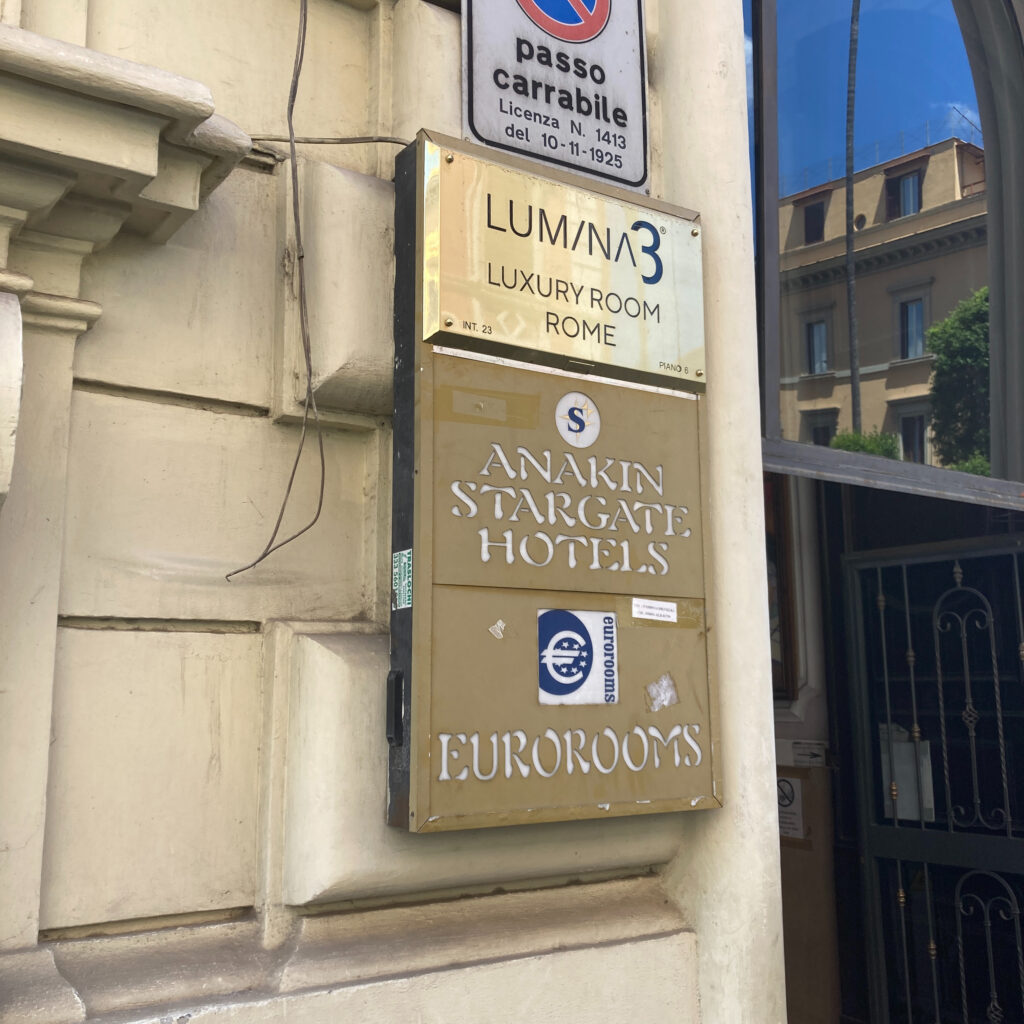 passo
carrabile
Licenza N. 1413
del 10-11-1925
LUMINA3®
LUXURY ROOM
ROME
INT. 23
PIANO 6
S
ANAKIN
STARGATE
HOTELS
eurorooms
EUROROOMS